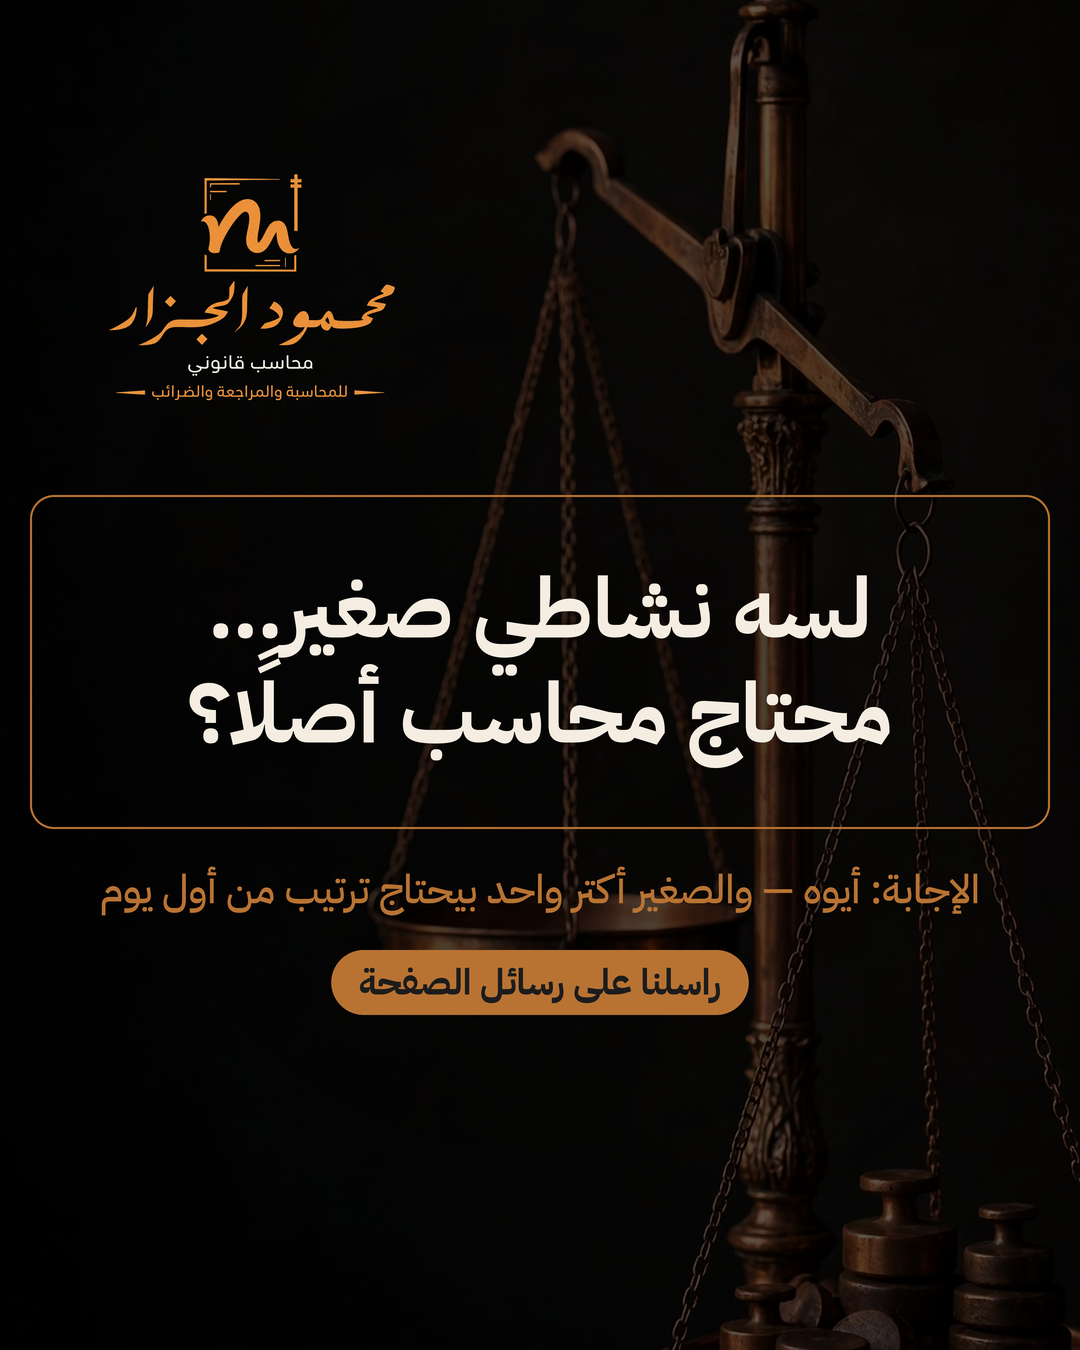 محمود الجزار
محاسب قانوني
للمحاسبة والمراجعة والضرائب
لسه نشاطي صغير...
محتاج محاسب أصلًا؟
الإجابة: أيوه — والصغير أكتر واحد بيحتاج ترتيب من أول يوم
راسلنا على رسائل الصفحة